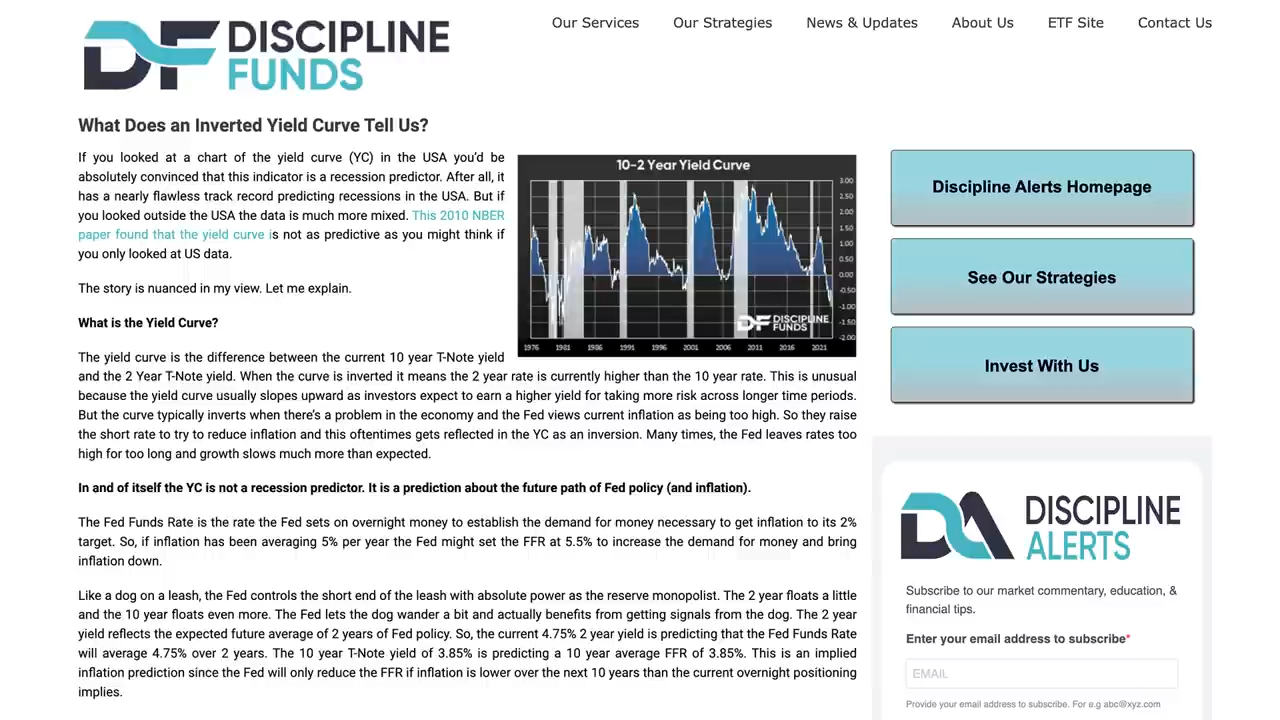 DF DISCIPLINE
FUNDS
Our Services Our Strategies News & Updates About Us ETF Site Contact Us
What Does an Inverted Yield Curve Tell Us?
If you looked at a chart of the yield curve (YC) in the USA you'd be
absolutely convinced that this indicator is a recession predictor. After all, it
has a nearly flawless track record predicting recessions in the USA. But if
you looked outside the USA the data is much more mixed. This 2010 NBER
paper found that the yield curve is not as predictive as you might think if
you only looked at US data.
The story is nuanced in my view. Let me explain.
What is the Yield Curve?
The yield curve is the difference between the current 10 year T-Note yield
and the 2 Year T-Note yield. When the curve is inverted it means the 2 year rate is currently higher than the 10 year rate. This is unusual
because the yield curve usually slopes upward as investors expect to earn a higher yield for taking more risk across longer time periods.
But the curve typically inverts when there's a problem in the economy and the Fed views current inflation as being too high. So they raise
the short rate to try to reduce inflation and this oftentimes gets reflected in the YC as an inversion. Many times, the Fed leaves rates too
high for too long and growth slows much more than expected.
In and of itself the YC is not a recession predictor. It is a prediction about the future path of Fed policy (and inflation).
The Fed Funds Rate is the rate the Fed sets on overnight money to establish the demand for money necessary to get inflation to its 2%
target. So, if inflation has been averaging 5% per year the Fed might set the FFR at 5.5% to increase the demand for money and bring
inflation down.
Like a dog on a leash, the Fed controls the short end of the leash with absolute power as the reserve monopolist. The 2 year floats a little
and the 10 year floats even more. The Fed lets the dog wander a bit and actually benefits from getting signals from the dog. The 2 year
yield reflects the expected future average of 2 years of Fed policy. So, the current 4.75% 2 year yield is predicting that the Fed Funds Rate
will average 4.75% over 2 years. The 10 year T-Note yield of 3.85% is predicting a 10 year average FFR of 3.85%. This is an implied
inflation prediction since the Fed will only reduce the FFR if inflation is lower over the next 10 years than the current overnight positioning
implies.
10-2 Year Yield Curve
3.00
2.50
2.00
1.50
1.00
0.50
0.00
-0.50
-1.00
-1.50
-2.00
DF DISCIPLINE
FUNDS
1976 1981 1986 1991 1996 2001 2006 2011 2016 2021
Discipline Alerts Homepage
See Our Strategies
Invest With Us
DA DISCIPLINE
ALERTS
Subscribe to our market commentary, education, &
financial tips.
Enter your email address to subscribe*
EMAIL
Provide your email address to subscribe. For e.g abc@xyz.com